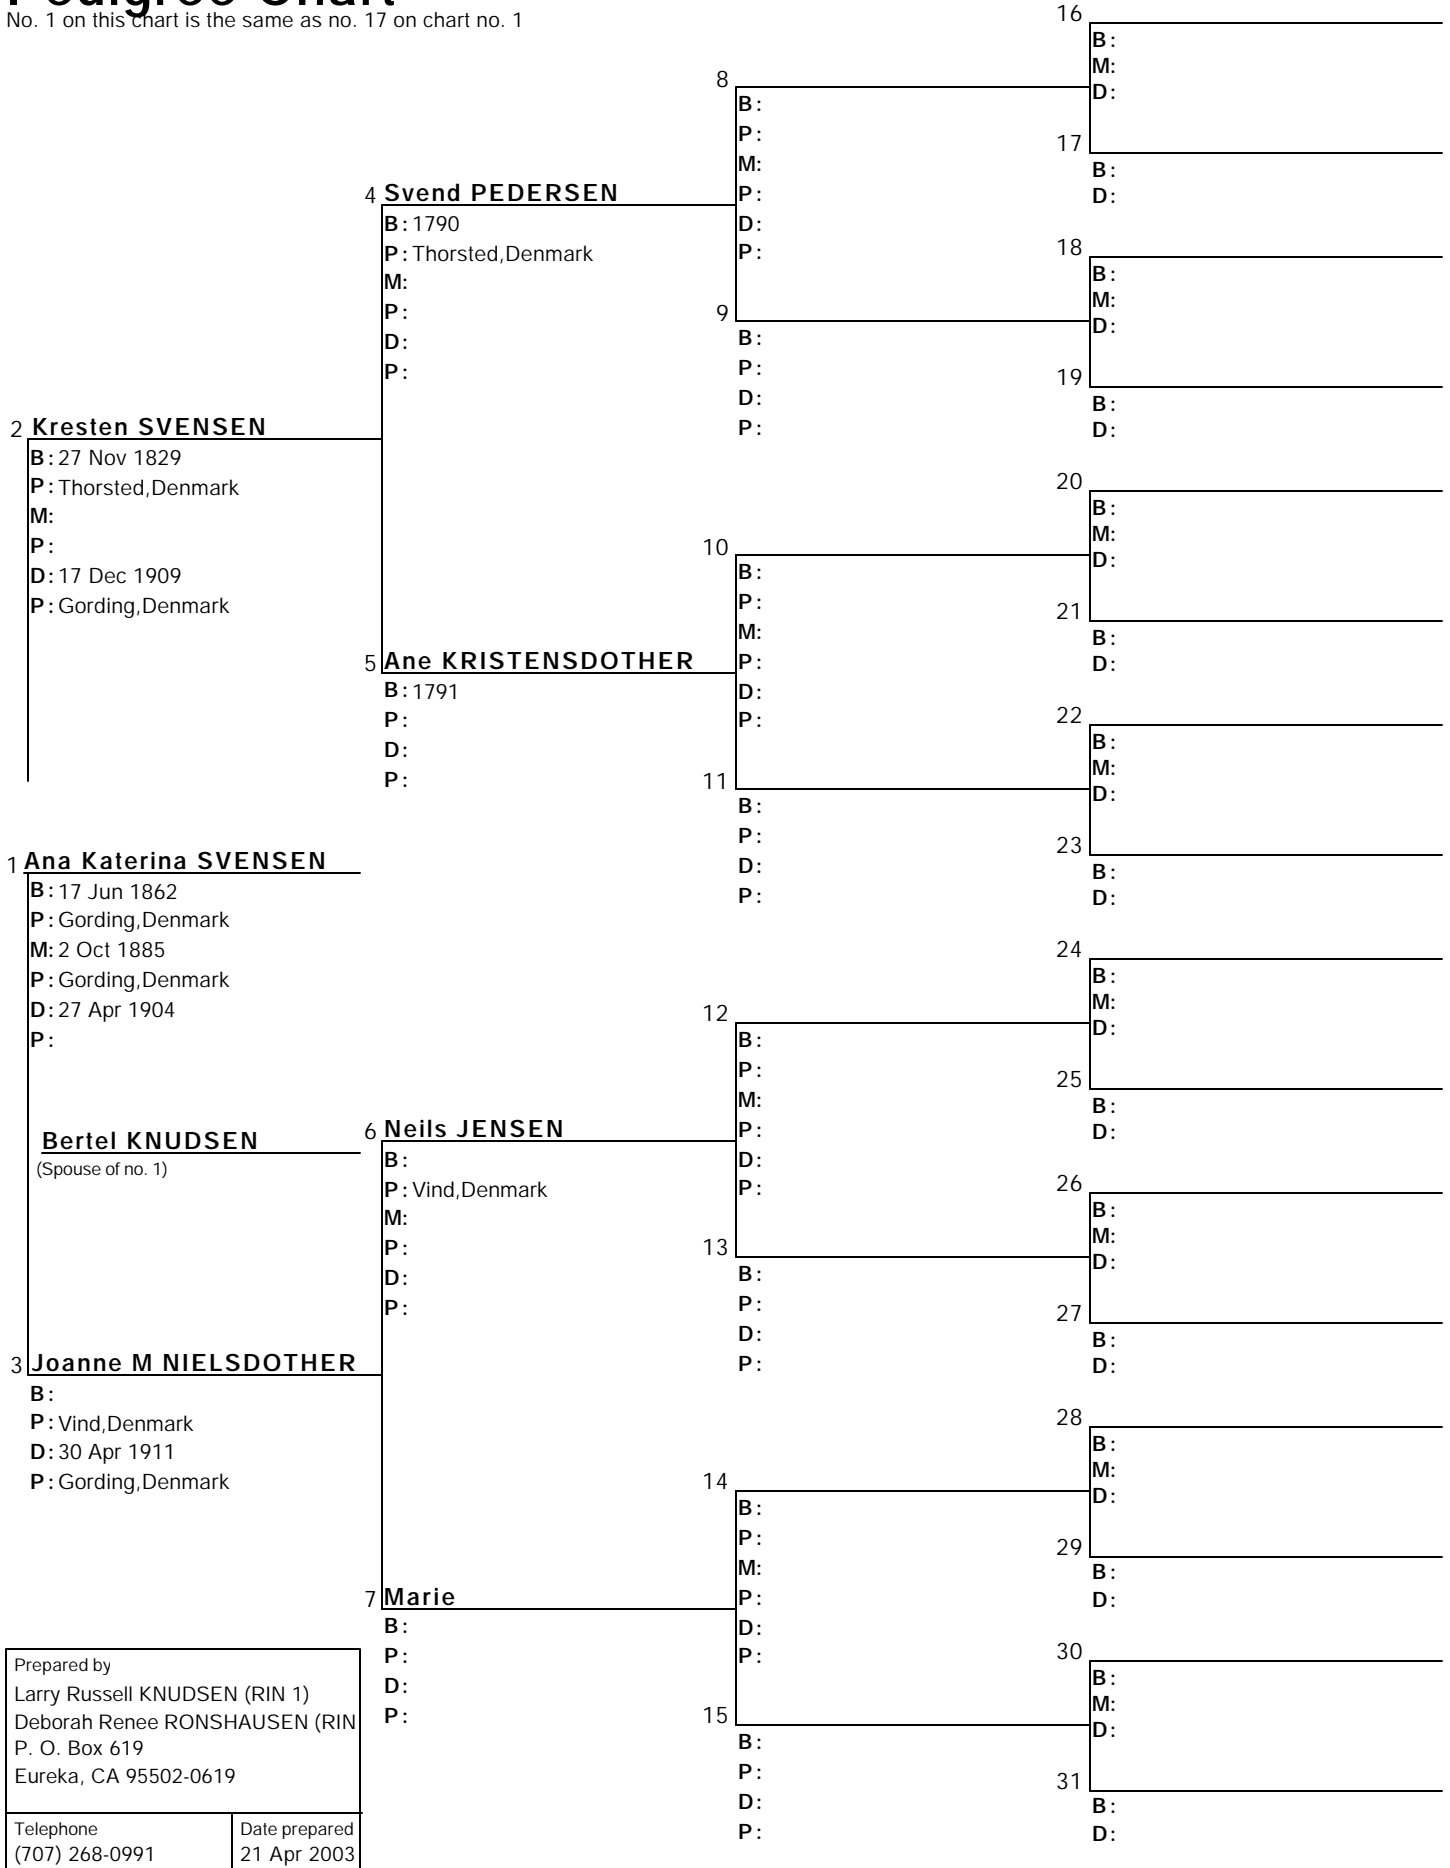 Pedigree Chart
No. 1 on this chart is the same as no. 17 on chart no. 1
2 Kresten SVENSEN
B: 27 Nov 1829
P: Thorsted,Denmark
M:
P:
D: 17 Dec 1909
P: Gording,Denmark
1 Ana Katerina SVENSEN
B: 17 Jun 1862
P: Gording,Denmark
M: 2 Oct 1885
P: Gording,Denmark
D: 27 Apr 1904
P:
Bertel KNUDSEN
(Spouse of no. 1)
3 Joanne M NIELSDOTHER
B:
P: Vind,Denmark
D: 30 Apr 1911
P: Gording,Denmark
4 Svend PEDERSEN
B: 1790
P: Thorsted,Denmark
M:
P:
D:
P:
5 Ane KRISTENSDOTHER
B: 1791
P:
D:
P:
6 Neils JENSEN
B:
P: Vind,Denmark
M:
P:
D:
P:
7 Marie
B:
P:
D:
P:
8
B:
P:
M:
P:
D:
P:
9
B:
P:
D:
P:
10
B:
P:
M:
P:
D:
P:
11
B:
P:
D:
P:
12
B:
P:
M:
P:
D:
P:
13
B:
P:
D:
P:
14
B:
P:
M:
P:
D:
P:
15
B:
P:
D:
P:
16
B:
M:
D:
17
B:
D:
18
B:
M:
D:
19
B:
D:
20
B:
M:
D:
21
B:
D:
22
B:
M:
D:
23
B:
D:
24
B:
M:
D:
25
B:
D:
26
B:
M:
D:
27
B:
D:
28
B:
M:
D:
29
B:
D:
30
B:
M:
D:
31
B:
D:
Prepared by
Larry Russell KNUDSEN (RIN 1)
Deborah Renee RONSHAUSEN (RIN
P. O. Box 619
Eureka, CA 95502-0619
Telephone
(707) 268-0991
Date prepared
21 Apr 2003